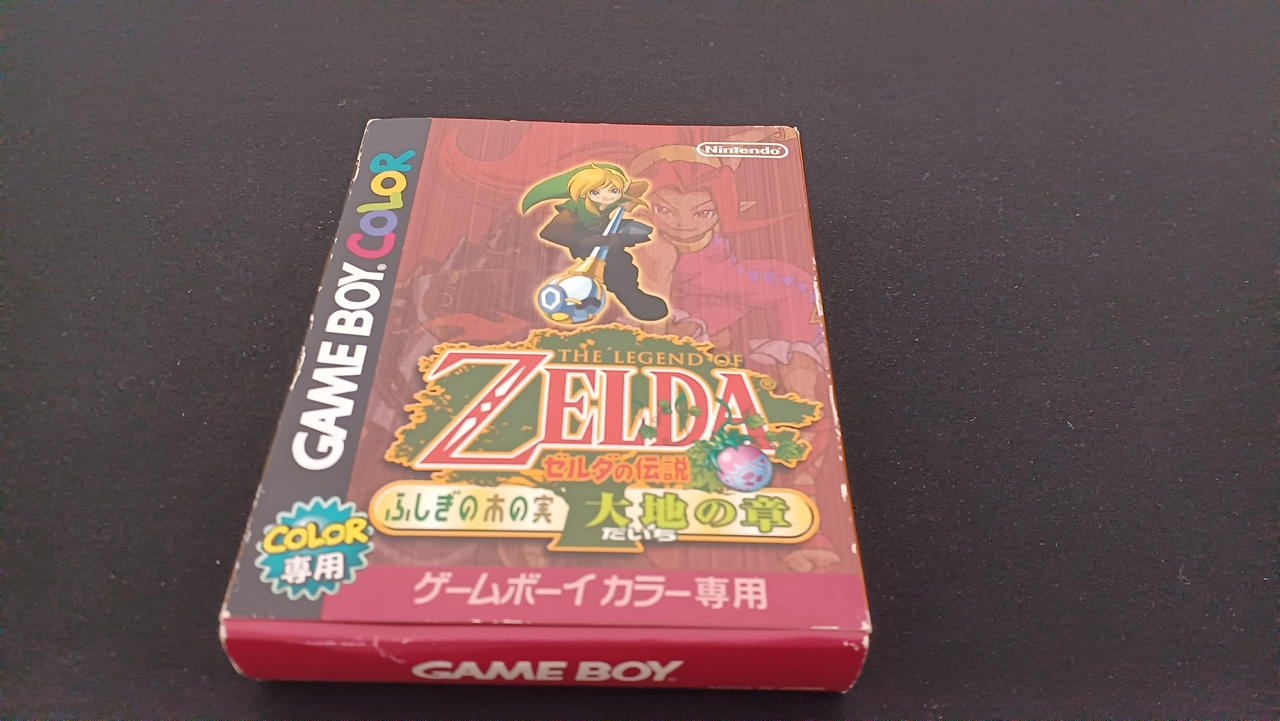 Nintendo
GAME BOY COLOR
THE LEGEND OF
ZELDA®
ゼルダの伝説
ふしぎの木の実
大地の章
だいち
COLOR
専用
ゲームボーイカラー専用
GAME BOY